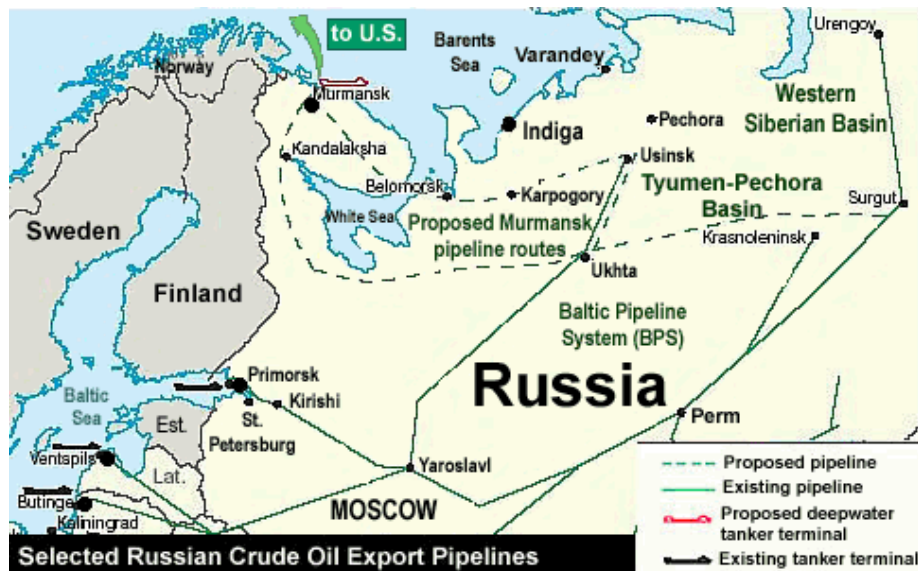 to U.S.
Barents
Sea
Varandey
Urengoy
Norway
Murmansk
Western
Siberian Basin
Pechora
Indiga
Kandalaksha
Usinsk
Belomorsk
Karpogory
Tyumen-Pechora
Basin
Surgut
White Sea
Proposed Murmansk
pipeline routes
Krasnoleninsk
Sweden
Ukhta
Finland
Baltic Pipeline
System (BPS)
Russia
Primorsk
Baltic
Sea
Kirishi
St.
Petersburg
Perm
Est.
Ventspils
Lat.
Yaroslavl
Butinge
MOSCOW
Kaliningrad
Proposed pipeline
Existing pipeline
Proposed deepwater
tanker terminal
Existing tanker terminal
Selected Russian Crude Oil Export Pipelines